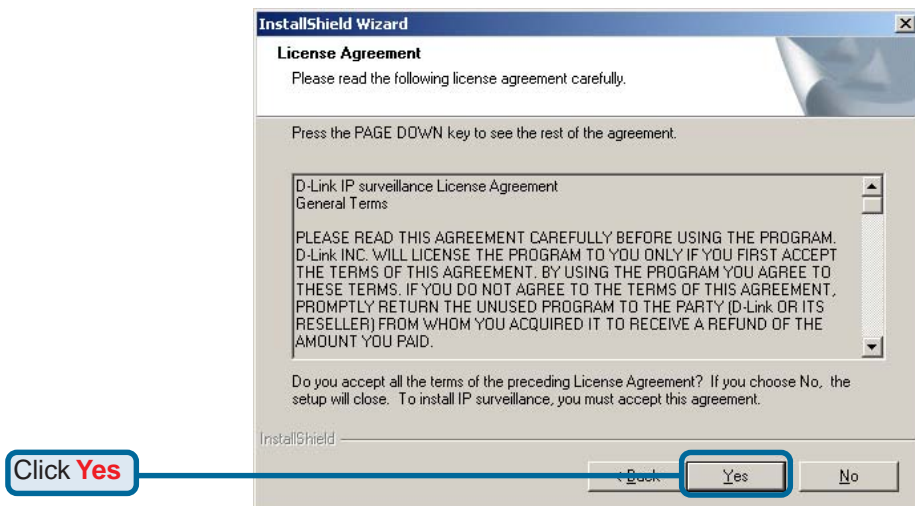 InstallShield Wizard
License Agreement
Please read the following license agreement carefully.
Press the PAGE DOWN key to see the rest of the agreement.
D-Link IP surveillance License Agreement
General Terms
PLEASE READ THIS AGREEMENT CAREFULLY BEFORE USING THE PROGRAM.
D-Link INC. WILL LICENSE THE PROGRAM TO YOU ONLY IF YOU FIRST ACCEPT
THE TERMS OF THIS AGREEMENT. BY USING THE PROGRAM YOU AGREE TO
THESE TERMS. IF YOU DO NOT AGREE TO THE TERMS OF THIS AGREEMENT,
PROMPTLY RETURN THE UNUSED PROGRAM TO THE PARTY (D-Link OR ITS
RESELLER) FROM WHOM YOU ACQUIRED IT TO RECEIVE A REFUND OF THE
AMOUNT YOU PAID.
Do you accept all the terms of the preceding License Agreement? If you choose No, the
setup will close. To install IP surveillance, you must accept this agreement.
InstallShield
Click Yes
< Back Yes No